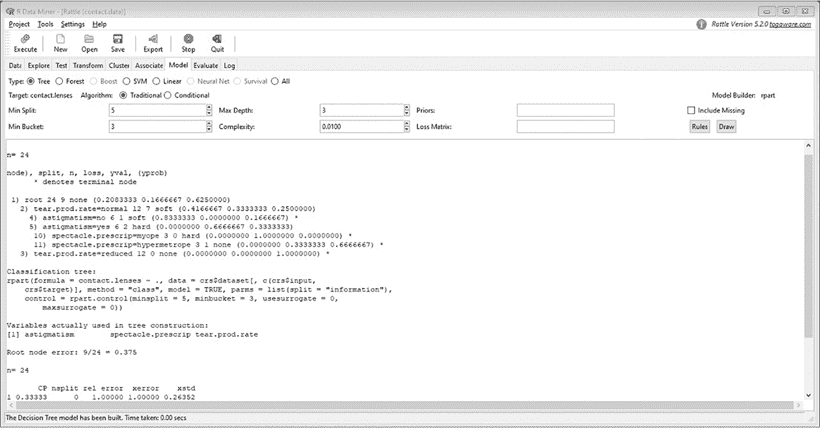 R Data Miner - [Rattle (contact.data)]
Project Tools Settings Help
Rattle Version 5.2.0 togaware.com
Execute New Open Save Export Stop Quit
Data Explore Test Transform Cluster Associate Model Evaluate Log
Type: Tree Forest Boost SVM Linear Neural Net Survival All
Target: contact.lenses Algorithm: Traditional Conditional Model Builder: rpart
Min Split: 5 Max Depth: 3 Priors: Include Missing
Min Bucket: 3 Complexity: 0.0100 Loss Matrix: Rules Draw
n= 24
node), split, n, loss, yval, (yprob)
* denotes terminal node
1) root 24 9 none (0.2083333 0.1666667 0.6250000)
2) tear.prod.rate=normal 12 7 soft (0.4166667 0.3333333 0.2500000)
4) astigmatism=no 6 1 soft (0.8333333 0.0000000 0.1666667) *
5) astigmatism=yes 6 2 hard (0.0000000 0.6666667 0.3333333)
10) spectacle.prescrip=myope 3 0 hard (0.0000000 1.0000000 0.0000000) *
11) spectacle.prescrip=hypermetrope 3 1 none (0.0000000 0.3333333 0.6666667) *
3) tear.prod.rate=reduced 12 0 none (0.0000000 0.0000000 1.0000000) *
Classification tree:
rpart(formula = contact.lenses ~ ., data = crs$dataset[, c(crs$input,
crs$target)], method = "class", model = TRUE, parms = list(split = "information"),
control = rpart.control(minsplit = 5, minbucket = 3, usesurrogate = 0,
maxsurrogate = 0))
Variables actually used in tree construction:
[1] astigmatism spectacle.prescrip tear.prod.rate
Root node error: 9/24 = 0.375
n= 24
CP nsplit rel error xerror xstd
1 0.33333 0 1.00000 1.00000 0.26352
The Decision Tree model has been built. Time taken: 0.00 secs